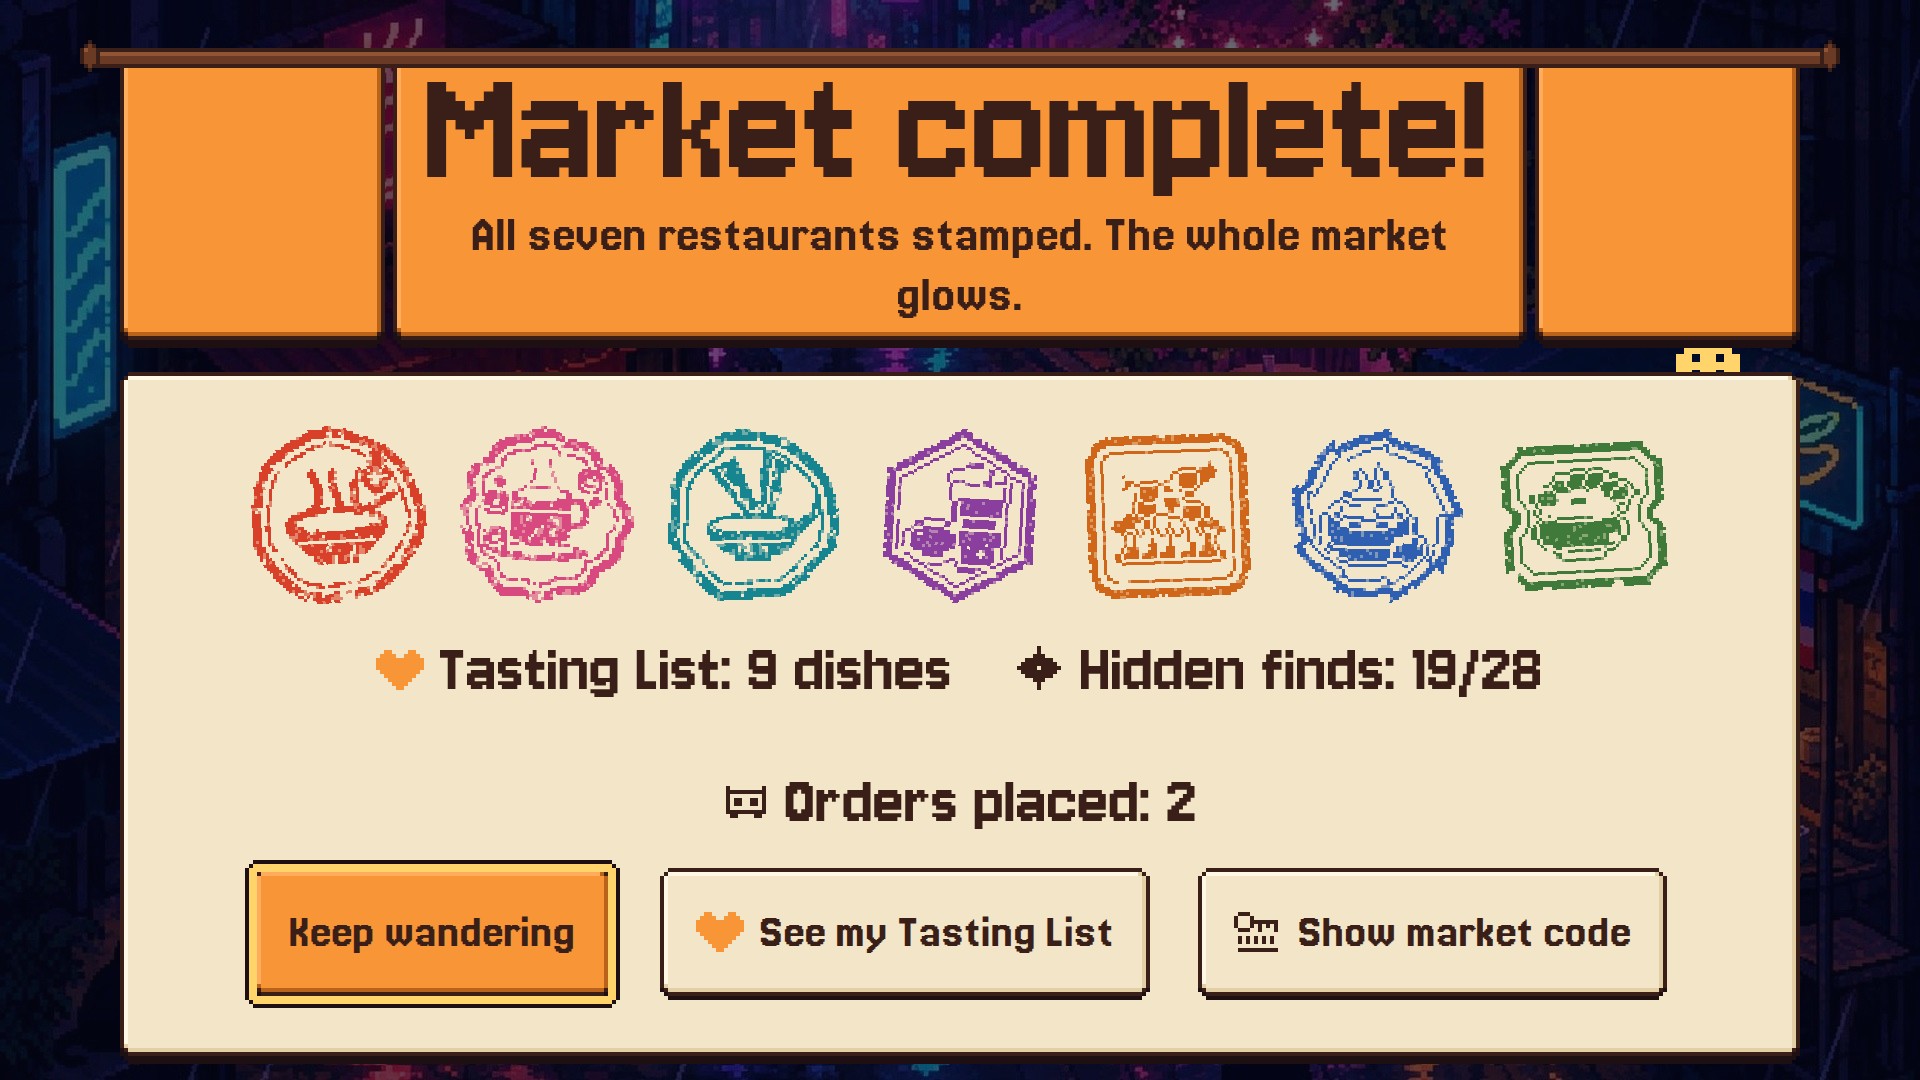 Market complete!
All seven restaurants stamped. The whole market
glows.
Tasting List: 9 dishes
Hidden finds: 19/28
Orders placed: 2
Keep wandering
See my Tasting List
Show market code